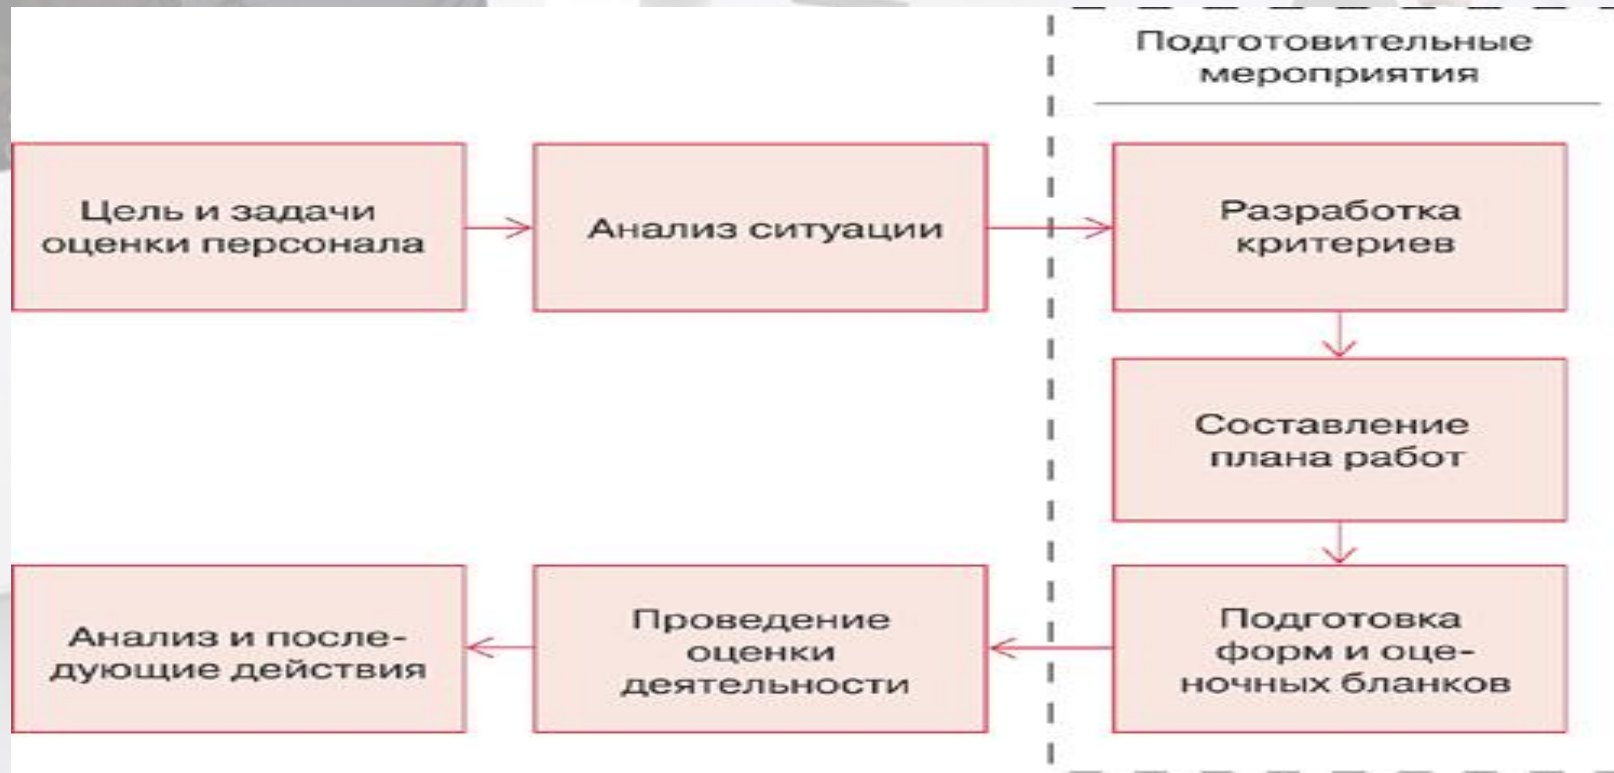 Подготовительные
мероприятия
Цель и задачи
оценки персонала
Анализ ситуации
Разработка
критериев
Составление
плана работ
Подготовка
форм и оце-
ночных бланков
Проведение
оценки
деятельности
Анализ и после-
дующие действия